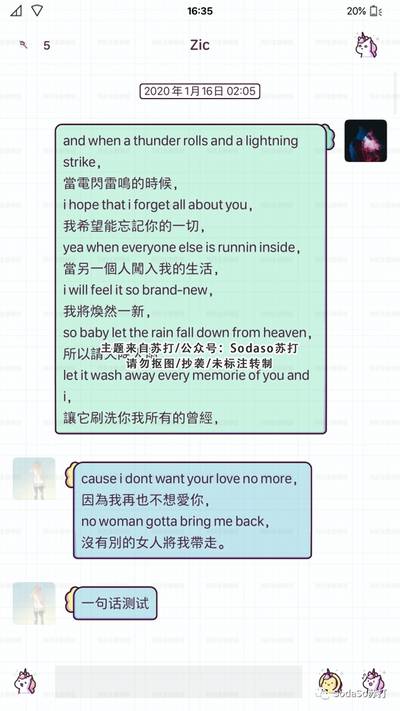 16:35
20%
5
Zic
2020年1月16日 02:05
and when a thunder rolls and a lightning
strike,
當電閃雷鳴的時候，
i hope that i forget all about you,
我希望能忘記你的一切，
yea when everyone else is runnin inside,
當另一個人闖入我的生活，
i will feel it so brand-new,
我將煥然一新，
so baby let the rain fall down from heaven,
所以請
主题来自苏打/公众号：Sodaso苏打
请勿抠图/抄袭/未标注转制
let it wash away every memorie of you and
i,
讓它刷洗你我所有的曾經，
cause i dont want your love no more,
因為我再也不想愛你，
no woman gotta bring me back,
沒有別的女人將我帶走。
一句话测试
SodaSo苏打